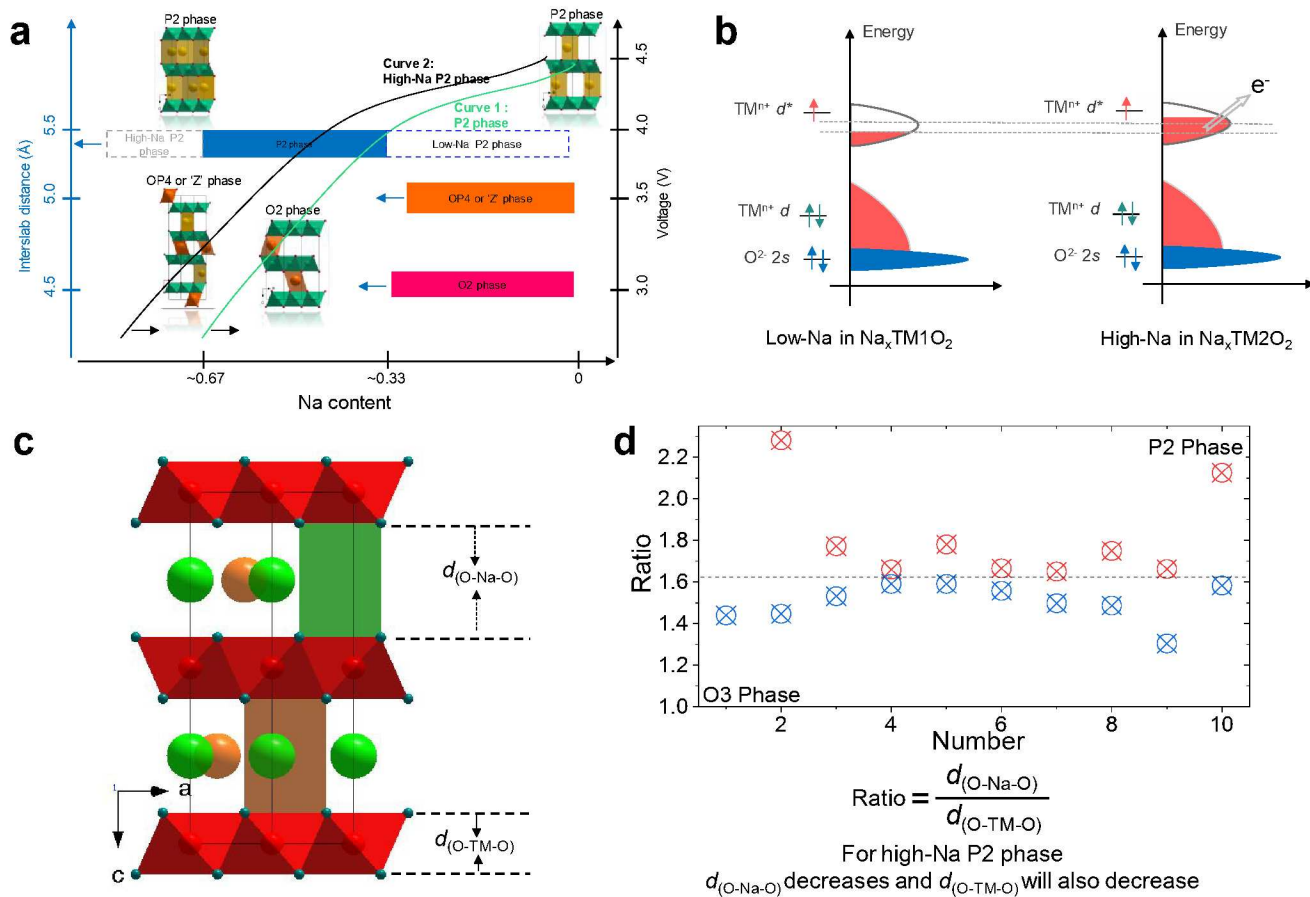 a
P2 phase
P2 phase
Curve 2:
High-Na P2 phase
Curve 1 :
P2 phase
5.5
5.0
4.5
Interslab distance (Å)
High-Na P2
phase
P2 phase
Low-Na P2 phase
OP4 or 'Z' phase
O2 phase
OP4 or 'Z' phase
O2 phase
4.5
4.0
3.5
3.0
Voltage (V)
~0.67
~0.33
0
Na content
b
Energy
TMⁿ⁺ d*
TMⁿ⁺ d
O²⁻ 2s
Low-Na in NaₓTM1O₂
Energy
e⁻
TMⁿ⁺ d*
TMⁿ⁺ d
O²⁻ 2s
High-Na in NaₓTM2O₂
c
d(O-Na-O)
d(O-TM-O)
a
c
d
2.2
2.0
1.8
1.6
1.4
1.2
1.0
Ratio
P2 Phase
O3 Phase
2
4
6
8
10
Number
Ratio = d(O-Na-O)
d(O-TM-O)
For high-Na P2 phase
d(O-Na-O) decreases and d(O-TM-O) will also decrease